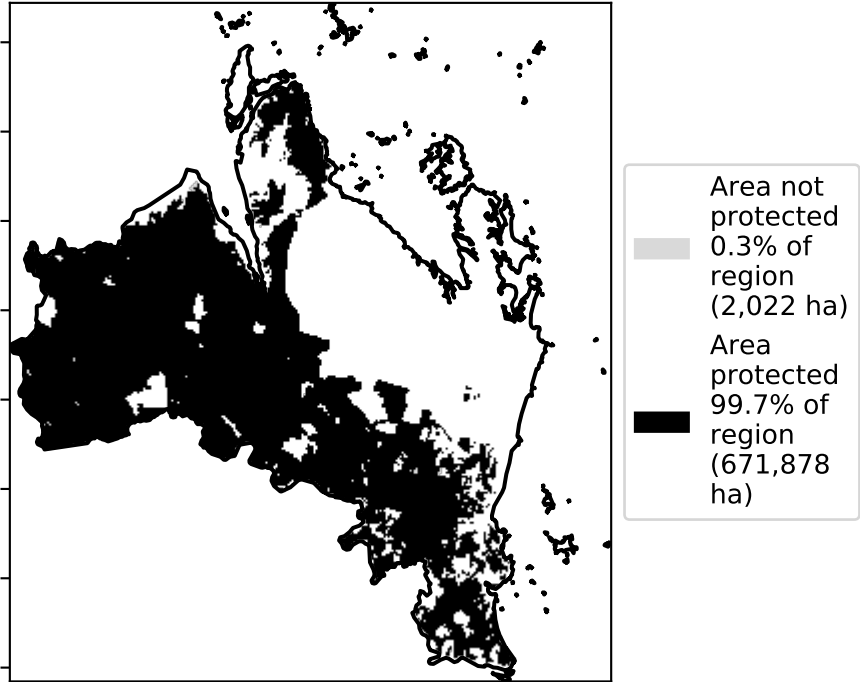 Area not
protected
0.3% of
region
(2,022 ha)
Area
protected
99.7% of
region
(671,878
ha)